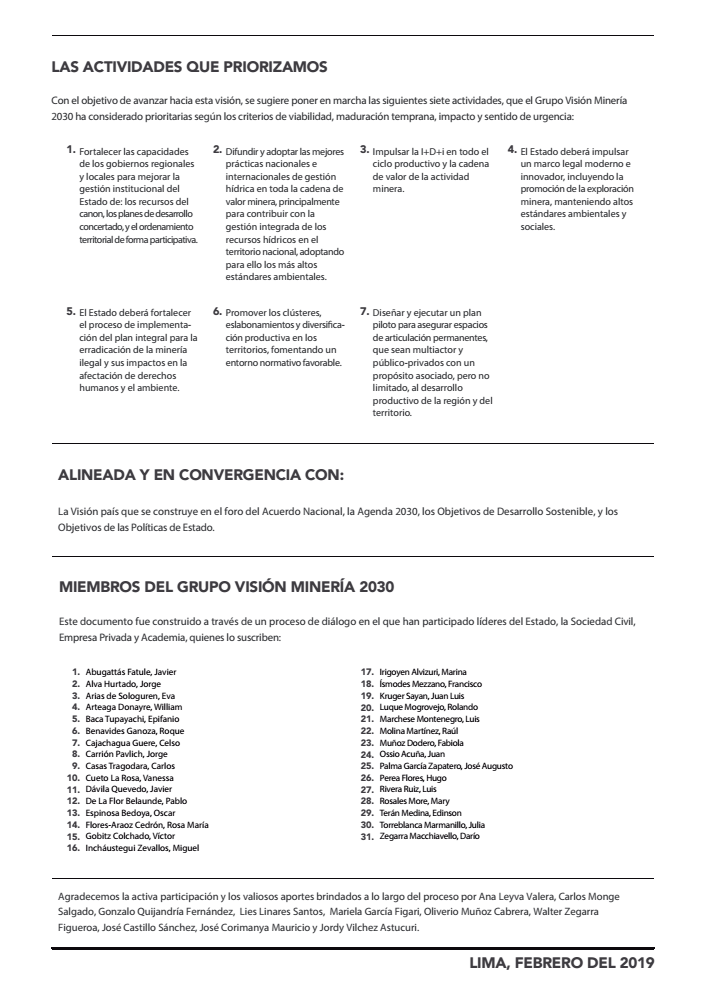 LAS ACTIVIDADES QUE PRIORIZAMOS
Con el objetivo de avanzar hacia esta visión, se sugiere poner en marcha las siguientes siete actividades, que el Grupo Visión Minería
2030 ha considerado prioritarias según los criterios de viabilidad, maduración temprana, impacto y sentido de urgencia:
1. Fortalecer las capacidades
de los gobiernos regionales
y locales para mejorar la
gestión institucional del
Estado de: los recursos del
canon, los planes de desarrollo
concertado, y el ordenamiento
territorial de forma participativa.
2. Difundir y adoptar las mejores
prácticas nacionales e
internacionales de gestión
hídrica en toda la cadena de
valor minera, principalmente
para contribuir con la
gestión integrada de los
recursos hídricos en el
territorio nacional, adoptando
para ello los más altos
estándares ambientales.
3. Impulsar la I+D+i en todo el
ciclo productivo y la cadena
de valor de la actividad
minera.
4. El Estado deberá impulsar
un marco legal moderno e
innovador, incluyendo la
promoción de la exploración
minera, manteniendo altos
estándares ambientales y
sociales.
5. El Estado deberá fortalecer
el proceso de implementa-
ción del plan integral para la
erradicación de la minería
ilegal y sus impactos en la
afectación de derechos
humanos y el ambiente.
6. Promover los clústeres,
eslabonamientos y diversifica-
ción productiva en los
territorios, fomentando un
entorno normativo favorable.
7. Diseñar y ejecutar un plan
piloto para asegurar espacios
de articulación permanentes,
que sean multiactor y
público-privados con un
propósito asociado, pero no
limitado, al desarrollo
productivo de la región y del
territorio.
ALINEADA Y EN CONVERGENCIA CON:
La Visión país que se construye en el foro del Acuerdo Nacional, la Agenda 2030, los Objetivos de Desarrollo Sostenible, y los
Objetivos de las Políticas de Estado.
MIEMBROS DEL GRUPO VISIÓN MINERÍA 2030
Este documento fue construido a través de un proceso de diálogo en el que han participado líderes del Estado, la Sociedad Civil,
Empresa Privada y Academia, quienes lo suscriben:
1. Abugattás Fatule, Javier
2. Alva Hurtado, Jorge
3. Arias de Sologuren, Eva
4. Arteaga Donayre, William
5. Baca Tupayachi, Epifanio
6. Benavides Ganoza, Roque
7. Cajachagua Guere, Celso
8. Carrión Pavlich, Jorge
9. Casas Tragodara, Carlos
10. Cueto La Rosa, Vanessa
11. Dávila Quevedo, Javier
12. De La Flor Belaunde, Pablo
13. Espinosa Bedoya, Oscar
14. Flores-Araoz Cedrón, Rosa María
15. Gobitz Colchado, Víctor
16. Incháustegui Zevallos, Miguel
17. Irigoyen Alvizuri, Marina
18. Ísmodes Mezzano, Francisco
19. Kruger Sayan, Juan Luis
20. Luque Mogrovejo, Rolando
21. Marchese Montenegro, Luis
22. Molina Martínez, Raúl
23. Muñoz Dodero, Fabiola
24. Ossio Acuña, Juan
25. Palma García Zapatero, José Augusto
26. Perea Flores, Hugo
27. Rivera Ruiz, Luis
28. Rosales More, Mary
29. Terán Medina, Edinson
30. Torreblanca Marmanillo, Julia
31. Zegarra Macchiavello, Darío
Agradecemos la activa participación y los valiosos aportes brindados a lo largo del proceso por Ana Leyva Valera, Carlos Monge
Salgado, Gonzalo Quijandría Fernández, Lies Linares Santos, Mariela García Figari, Oliverio Muñoz Cabrera, Walter Zegarra
Figueroa, José Castillo Sánchez, José Corimanya Mauricio y Jordy Vilchez Astucuri.
LIMA, FEBRERO DEL 2019